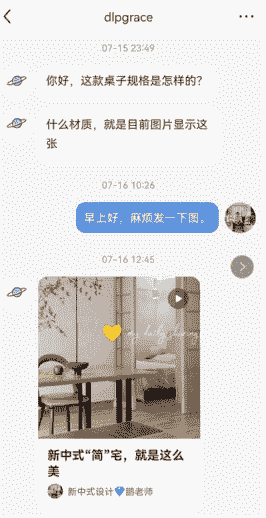 dlpgrace
07-15 23:49
你好，这款桌子规格是怎样的？
什么材质，就是目前图片显示这
张
07-16 10:26
早上好，麻烦发一下图。
07-16 12:45
my daily
新中式“简”宅，就是这么
美
新中式设计💎鹏老师